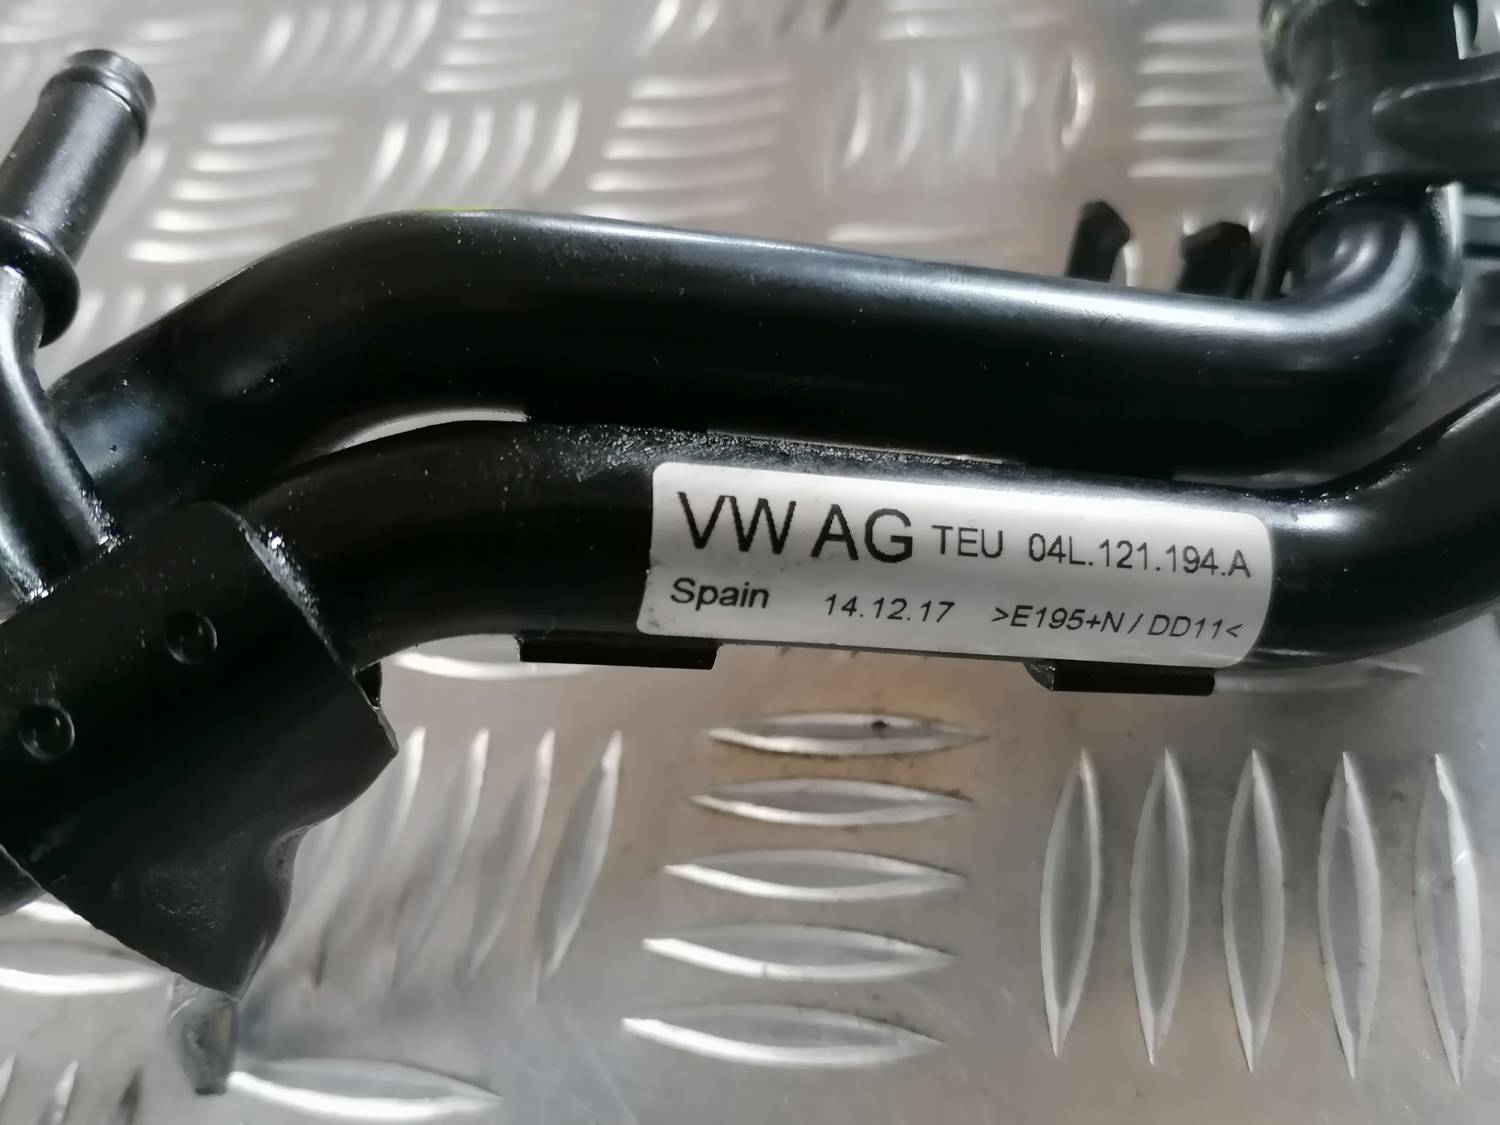 VW AG TEU 04L.121.194.A
Spain 14.12.17 >E195+N / DD11<